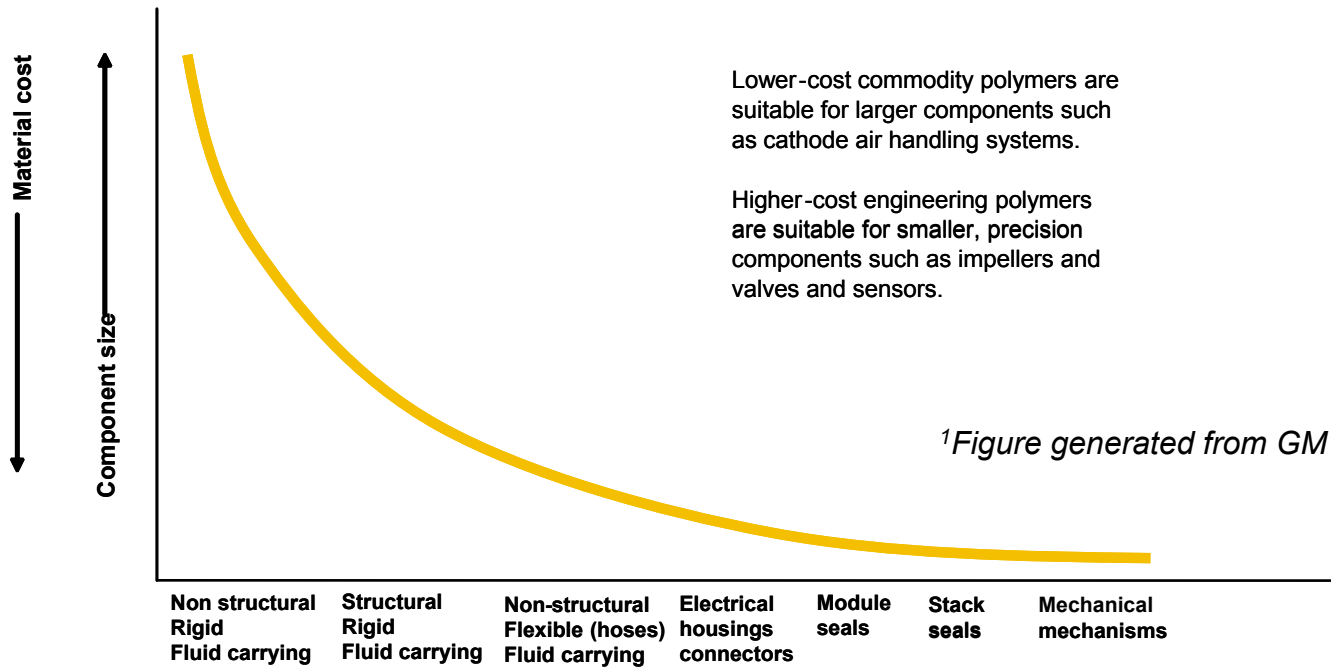 Material cost
Component size
Lower-cost commodity polymers are
suitable for larger components such
as cathode air handling systems.
Higher-cost engineering polymers
are suitable for smaller, precision
components such as impellers and
valves and sensors.
1Figure generated from GM
Non structural
Rigid
Fluid carrying
Structural
Rigid
Fluid carrying
Non-structural
Flexible (hoses)
Fluid carrying
Electrical
housings
connectors
Module
seals
Stack
seals
Mechanical
mechanisms